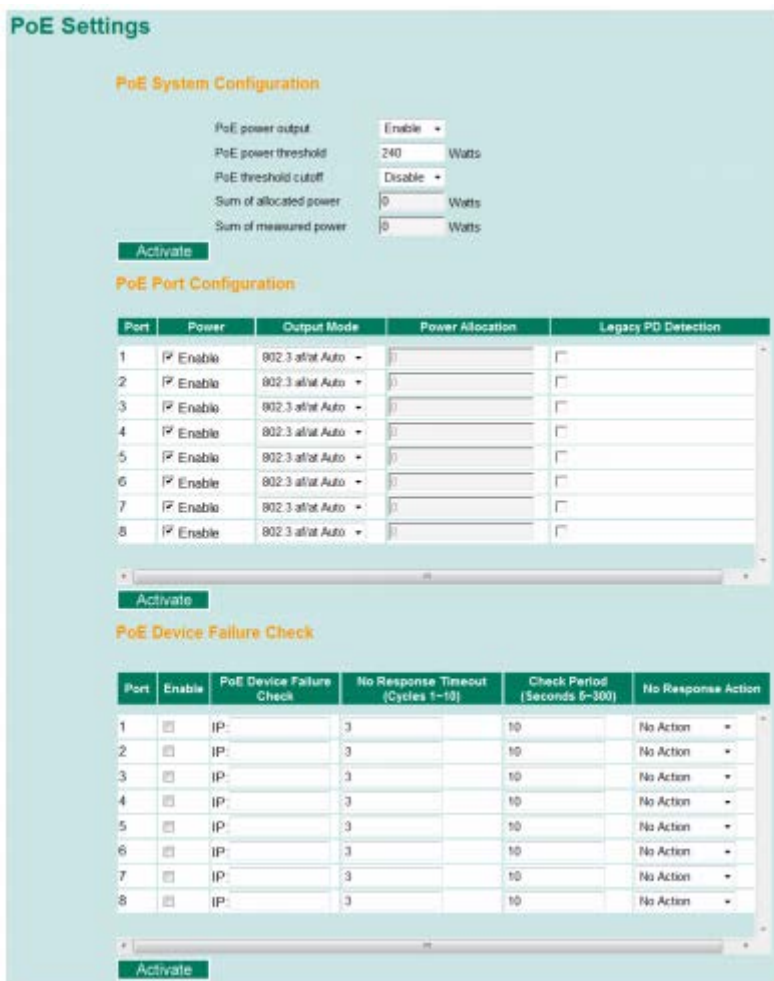 PoE Settings
PoE System Configuration
PoE power output Enable
PoE power threshold 240 Watts
PoE threshold cutoff Disable
Sum of allocated power 0 Watts
Sum of measured power 0 Watts
Activate
PoE Port Configuration
Port Power Output Mode Power Allocation Legacy PD Detection
1 Enable 802.3 af/at Auto 0
2 Enable 802.3 af/at Auto 0
3 Enable 802.3 af/at Auto 0
4 Enable 802.3 af/at Auto 0
5 Enable 802.3 af/at Auto 0
6 Enable 802.3 af/at Auto 0
7 Enable 802.3 af/at Auto 0
8 Enable 802.3 af/at Auto 0
Activate
PoE Device Failure Check
Port Enable PoE Device Failure Check No Response Timeout (Cycles 1~10) Check Period (Seconds 5~300) No Response Action
1 IP: 3 10 No Action
2 IP: 3 10 No Action
3 IP: 3 10 No Action
4 IP: 3 10 No Action
5 IP: 3 10 No Action
6 IP: 3 10 No Action
7 IP: 3 10 No Action
8 IP: 3 10 No Action
Activate